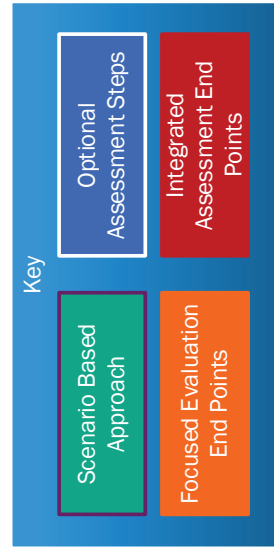 Key
Scenario Based
Approach
Optional
Assessment Steps
Focused Evaluation
End Points
Integrated
Assessment End
Points